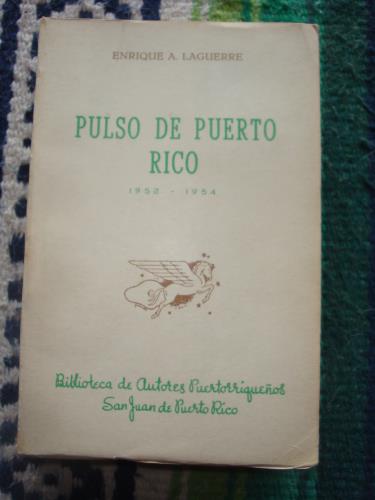 ENRIQUE A. LAGUERRE
PULSO DE PUERTO
RICO
1952 - 1954
Biblioteca de Autores Puertorriqueños
San Juan de Puerto Rico